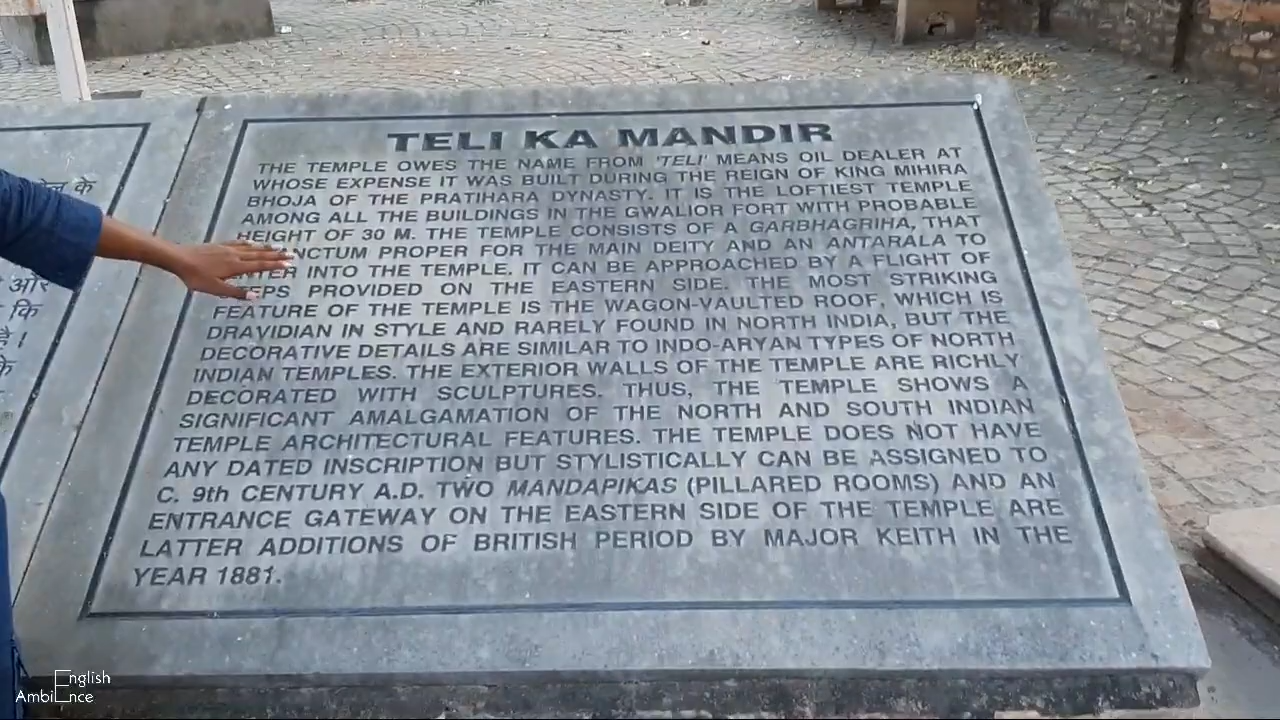 TELI KA MANDIR
THE TEMPLE OWES THE NAME FROM 'TELI' MEANS OIL DEALER AT
WHOSE EXPENSE IT WAS BUILT DURING THE REIGN OF KING MIHIRA
BHOJA OF THE PRATIHARA DYNASTY. IT IS THE LOFTIEST TEMPLE
AMONG ALL THE BUILDINGS IN THE GWALIOR FORT WITH PROBABLE
HEIGHT OF 30 M. THE TEMPLE CONSISTS OF A GARBHAGRIHA, THAT
PROPER FOR THE MAIN DEITY AND AN ANTARALA TO
INTO THE TEMPLE. IT CAN BE APPROACHED BY A FLIGHT OF
PROVIDED ON THE EASTERN SIDE. THE MOST STRIKING
FEATURE OF THE TEMPLE IS THE WAGON-VAULTED ROOF, WHICH IS
DRAVIDIAN IN STYLE AND RARELY FOUND IN NORTH INDIA, BUT THE
DECORATIVE DETAILS ARE SIMILAR TO INDO-ARYAN TYPES OF NORTH
INDIAN TEMPLES. THE EXTERIOR WALLS OF THE TEMPLE ARE RICHLY
DECORATED WITH SCULPTURES. THUS, THE TEMPLE SHOWS A
SIGNIFICANT AMALGAMATION OF THE NORTH AND SOUTH INDIAN
TEMPLE ARCHITECTURAL FEATURES. THE TEMPLE DOES NOT HAVE
ANY DATED INSCRIPTION BUT STYLISTICALLY CAN BE ASSIGNED TO
C. 9th CENTURY A.D. TWO MANDAPIKAS (PILLARED ROOMS) AND AN
ENTRANCE GATEWAY ON THE EASTERN SIDE OF THE TEMPLE ARE
LATTER ADDITIONS OF BRITISH PERIOD BY MAJOR KEITH IN THE
YEAR 1881.
के
और
कि
है।
के
English
AmbiEnce